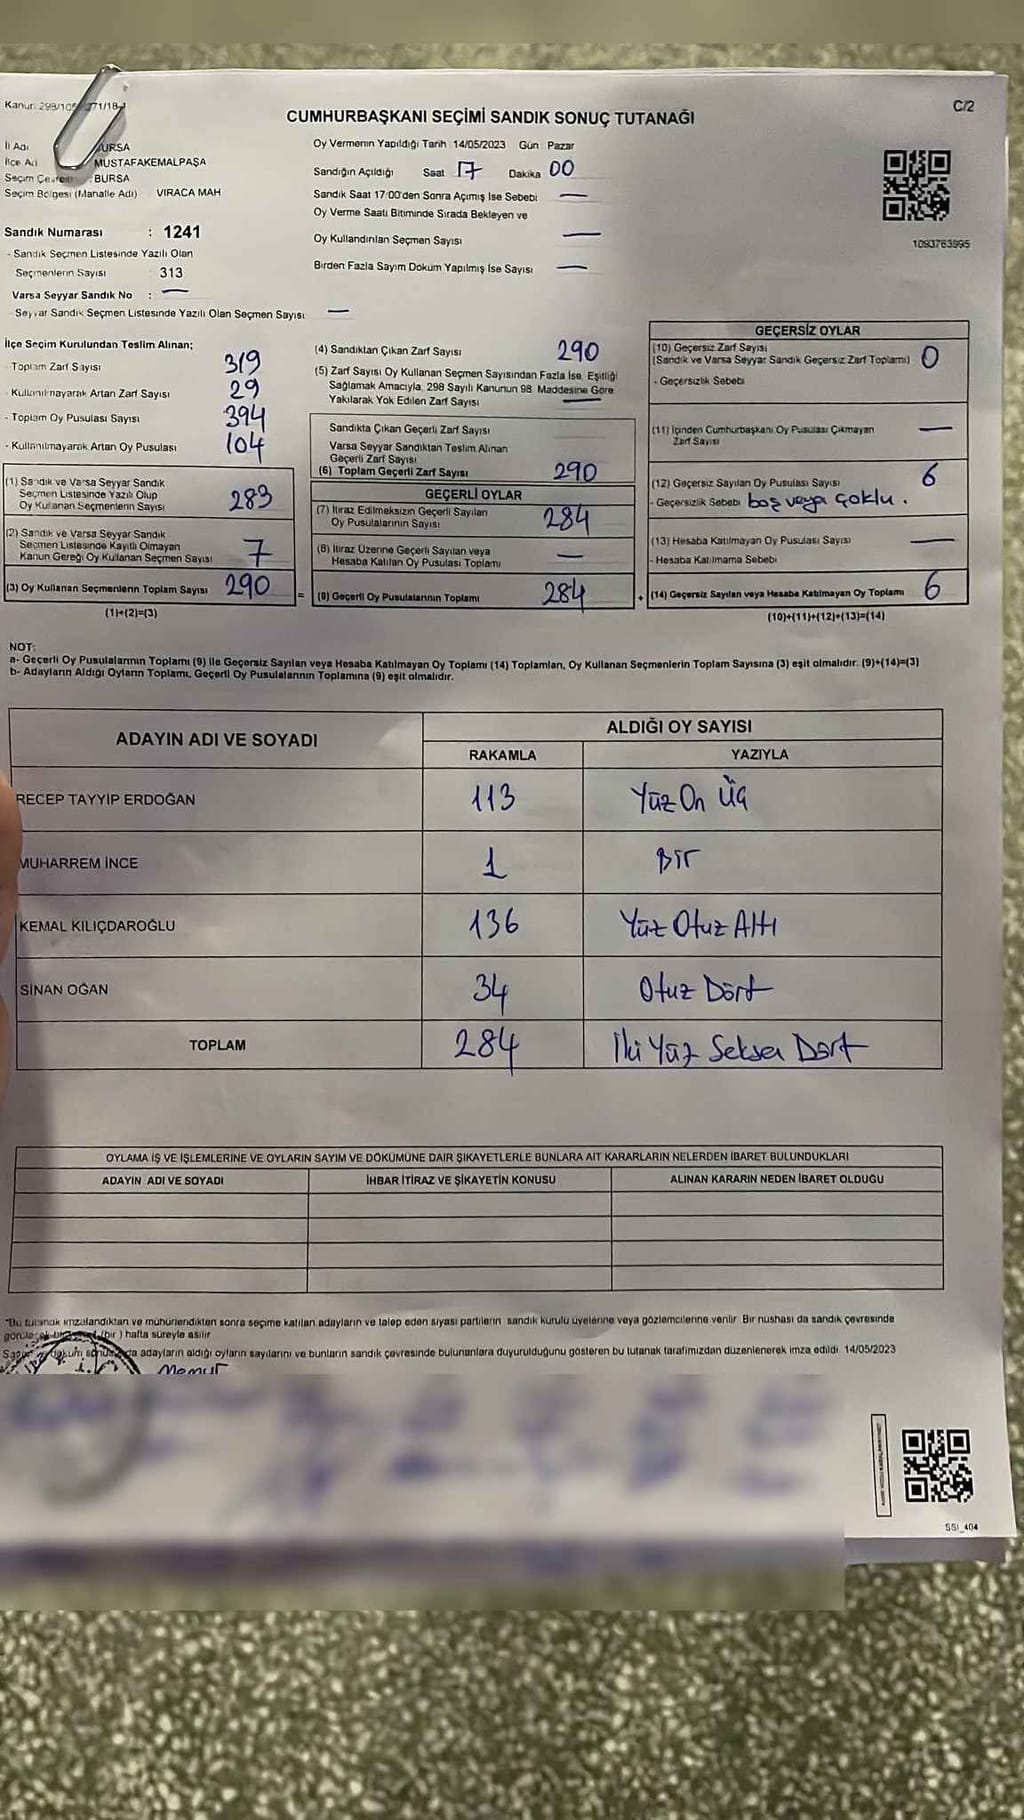 Kanun: 298/105 271/18-1
C/2
CUMHURBAŞKANI SEÇİMİ SANDIK SONUÇ TUTANAĞI
İl Adı BURSA
İlçe Adı MUSTAFAKEMALPAŞA
Seçim Çevresi : BURSA
Seçim Bölgesi (Mahalle Adı) VIRACA MAH
Sandık Numarası : 1241
- Sandık Seçmen Listesinde Yazılı Olan
Seçmenlerin Sayısı : 313
Varsa Seyyar Sandık No : —
- Seyyar Sandık Seçmen Listesinde Yazılı Olan Seçmen Sayısı —
Oy Vermenin Yapıldığı Tarih 14/05/2023 Gün Pazar
Sandığın Açıldığı Saat 17 Dakika 00
Sandık Saat 17:00'den Sonra Açılmış İse Sebebi —
Oy Verme Saati Bitiminde Sırada Bekleyen ve
Oy Kullandırılan Seçmen Sayısı —
Birden Fazla Sayım Döküm Yapılmış İse Sayısı —
1093763995
İlçe Seçim Kurulundan Teslim Alınan;
- Toplam Zarf Sayısı 319
- Kullanılmayarak Artan Zarf Sayısı 29
- Toplam Oy Pusulası Sayısı 394
- Kullanılmayarak Artan Oy Pusulası 104
(1) Sandık ve Varsa Seyyar Sandık
Seçmen Listesinde Yazılı Olup
Oy Kullanan Seçmenlerin Sayısı 283
(2) Sandık ve Varsa Seyyar Sandık
Seçmen Listesinde Kayıtlı Olmayan
Kanun Gereği Oy Kullanan Seçmen Sayısı 7
(3) Oy Kullanan Seçmenlerin Toplam Sayısı 290
(1)+(2)=(3)
(4) Sandıktan Çıkan Zarf Sayısı 290
(5) Zarf Sayısı Oy Kullanan Seçmen Sayısından Fazla İse, Eşitliği
Sağlamak Amacıyla, 298 Sayılı Kanunun 98. Maddesine Göre
Yakılarak Yok Edilen Zarf Sayısı —
Sandıkta Çıkan Geçerli Zarf Sayısı
Varsa Seyyar Sandıktan Teslim Alınan
Geçerli Zarf Sayısı
(6) Toplam Geçerli Zarf Sayısı 290
GEÇERLİ OYLAR
(7) İtiraz Edilmeksizin Geçerli Sayılan
Oy Pusulalarının Sayısı 284
(8) İtiraz Üzerine Geçerli Sayılan veya
Hesaba Katılan Oy Pusulası Toplamı —
= (9) Geçerli Oy Pusulalarının Toplamı 284
GEÇERSİZ OYLAR
(10) Geçersiz Zarf Sayısı
(Sandık ve Varsa Seyyar Sandık Geçersiz Zarf Toplamı) 0
- Geçersizlik Sebebi
(11) İçinden Cumhurbaşkanı Oy Pusulası Çıkmayan
Zarf Sayısı —
(12) Geçersiz Sayılan Oy Pusulası Sayısı 6
- Geçersizlik Sebebi boş veya çoklu.
(13) Hesaba Katılmayan Oy Pusulası Sayısı —
- Hesaba Katılmama Sebebi
+ (14) Geçersiz Sayılan veya Hesaba Katılmayan Oy Toplamı 6
(10)+(11)+(12)+(13)=(14)
NOT:
a- Geçerli Oy Pusulalarının Toplamı (9) ile Geçersiz Sayılan veya Hesaba Katılmayan Oy Toplamı (14) Toplamları, Oy Kullanan Seçmenlerin Toplam Sayısına (3) eşit olmalıdır. (9)+(14)=(3)
b- Adayların Aldığı Oyların Toplamı, Geçerli Oy Pusulalarının Toplamına (9) eşit olmalıdır.
ADAYIN ADI VE SOYADI
ALDIĞI OY SAYISI
RAKAMLA YAZIYLA
RECEP TAYYİP ERDOĞAN 113 Yüz On Üç
MUHARREM İNCE 1 Bir
KEMAL KILIÇDAROĞLU 136 Yüz Otuz Altı
SİNAN OĞAN 34 Otuz Dört
TOPLAM 284 İki Yüz Seksen Dört
OYLAMA İŞ VE İŞLEMLERİNE VE OYLARIN SAYIM VE DÖKÜMÜNE DAİR ŞİKAYETLERLE BUNLARA AİT KARARLARIN NELERDEN İBARET BULUNDUKLARI
ADAYIN ADI VE SOYADI İHBAR İTİRAZ VE ŞİKAYETİN KONUSU ALINAN KARARIN NEDEN İBARET OLDUĞU
*Bu tutanak imzalandıktan ve mühürlendikten sonra seçime katılan adayların ve talep eden siyasi partilerin sandık kurulu üyelerine veya gözlemcilerine verilir. Bir nüshası da sandık çevresinde
(bir) hafta süreyle asılır
adayların aldığı oyların sayılarını ve bunların sandık çevresinde bulunanlara duyurulduğunu gösteren bu tutanak tarafımızdan düzenlenerek imza edildi. 14/05/2023
Memur
SSI_404